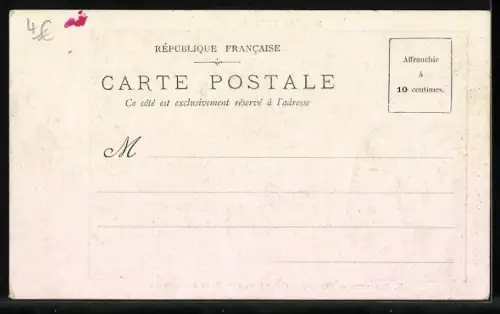 4€
RÉPUBLIQUE FRANÇAISE
CARTE POSTALE
Ce côté est exclusivement réservé à l'adresse
Affranchir
à
10 centimes.
M